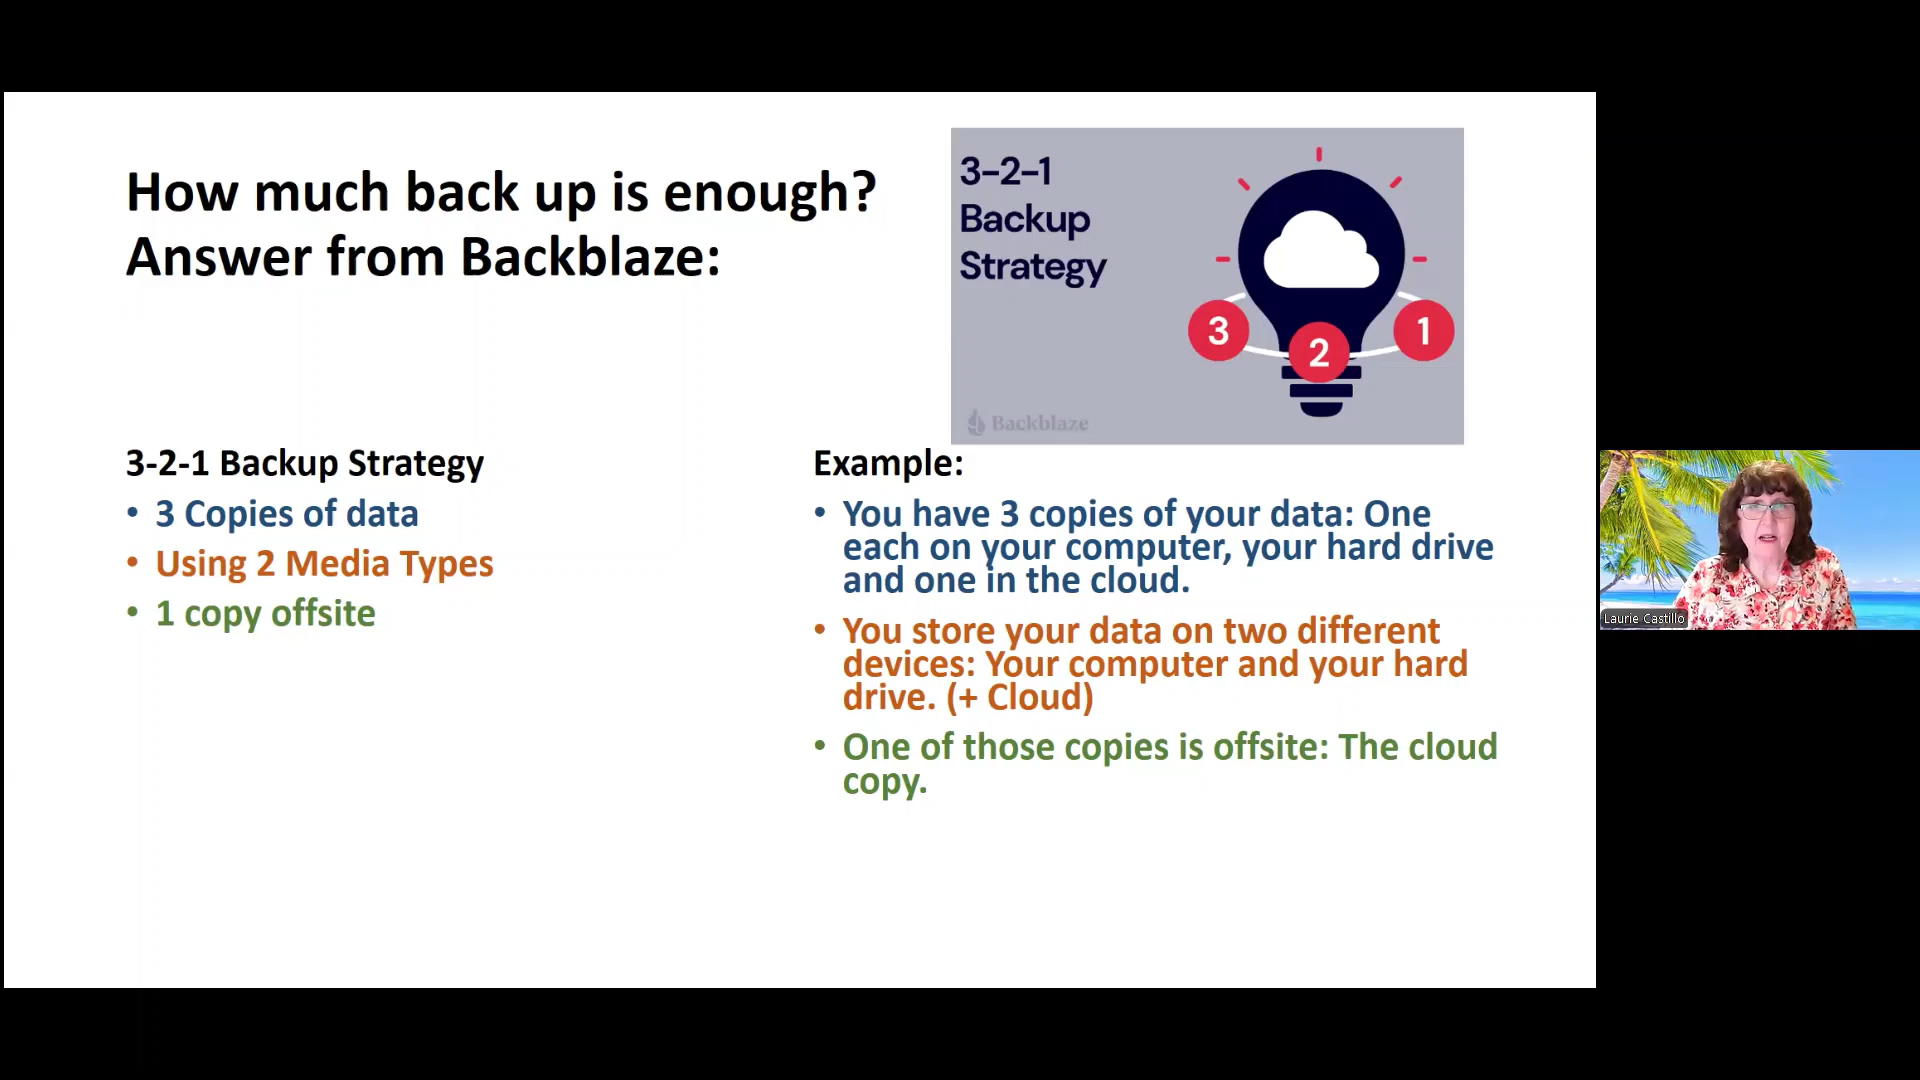 How much back up is enough?
Answer from Backblaze:
3-2-1
Backup
Strategy
3
2
1
Backblaze
3-2-1 Backup Strategy
• 3 Copies of data
• Using 2 Media Types
• 1 copy offsite
Example:
• You have 3 copies of your data: One
each on your computer, your hard drive
and one in the cloud.
• You store your data on two different
devices: Your computer and your hard
drive. (+ Cloud)
• One of those copies is offsite: The cloud
copy.
Laurie Castillo